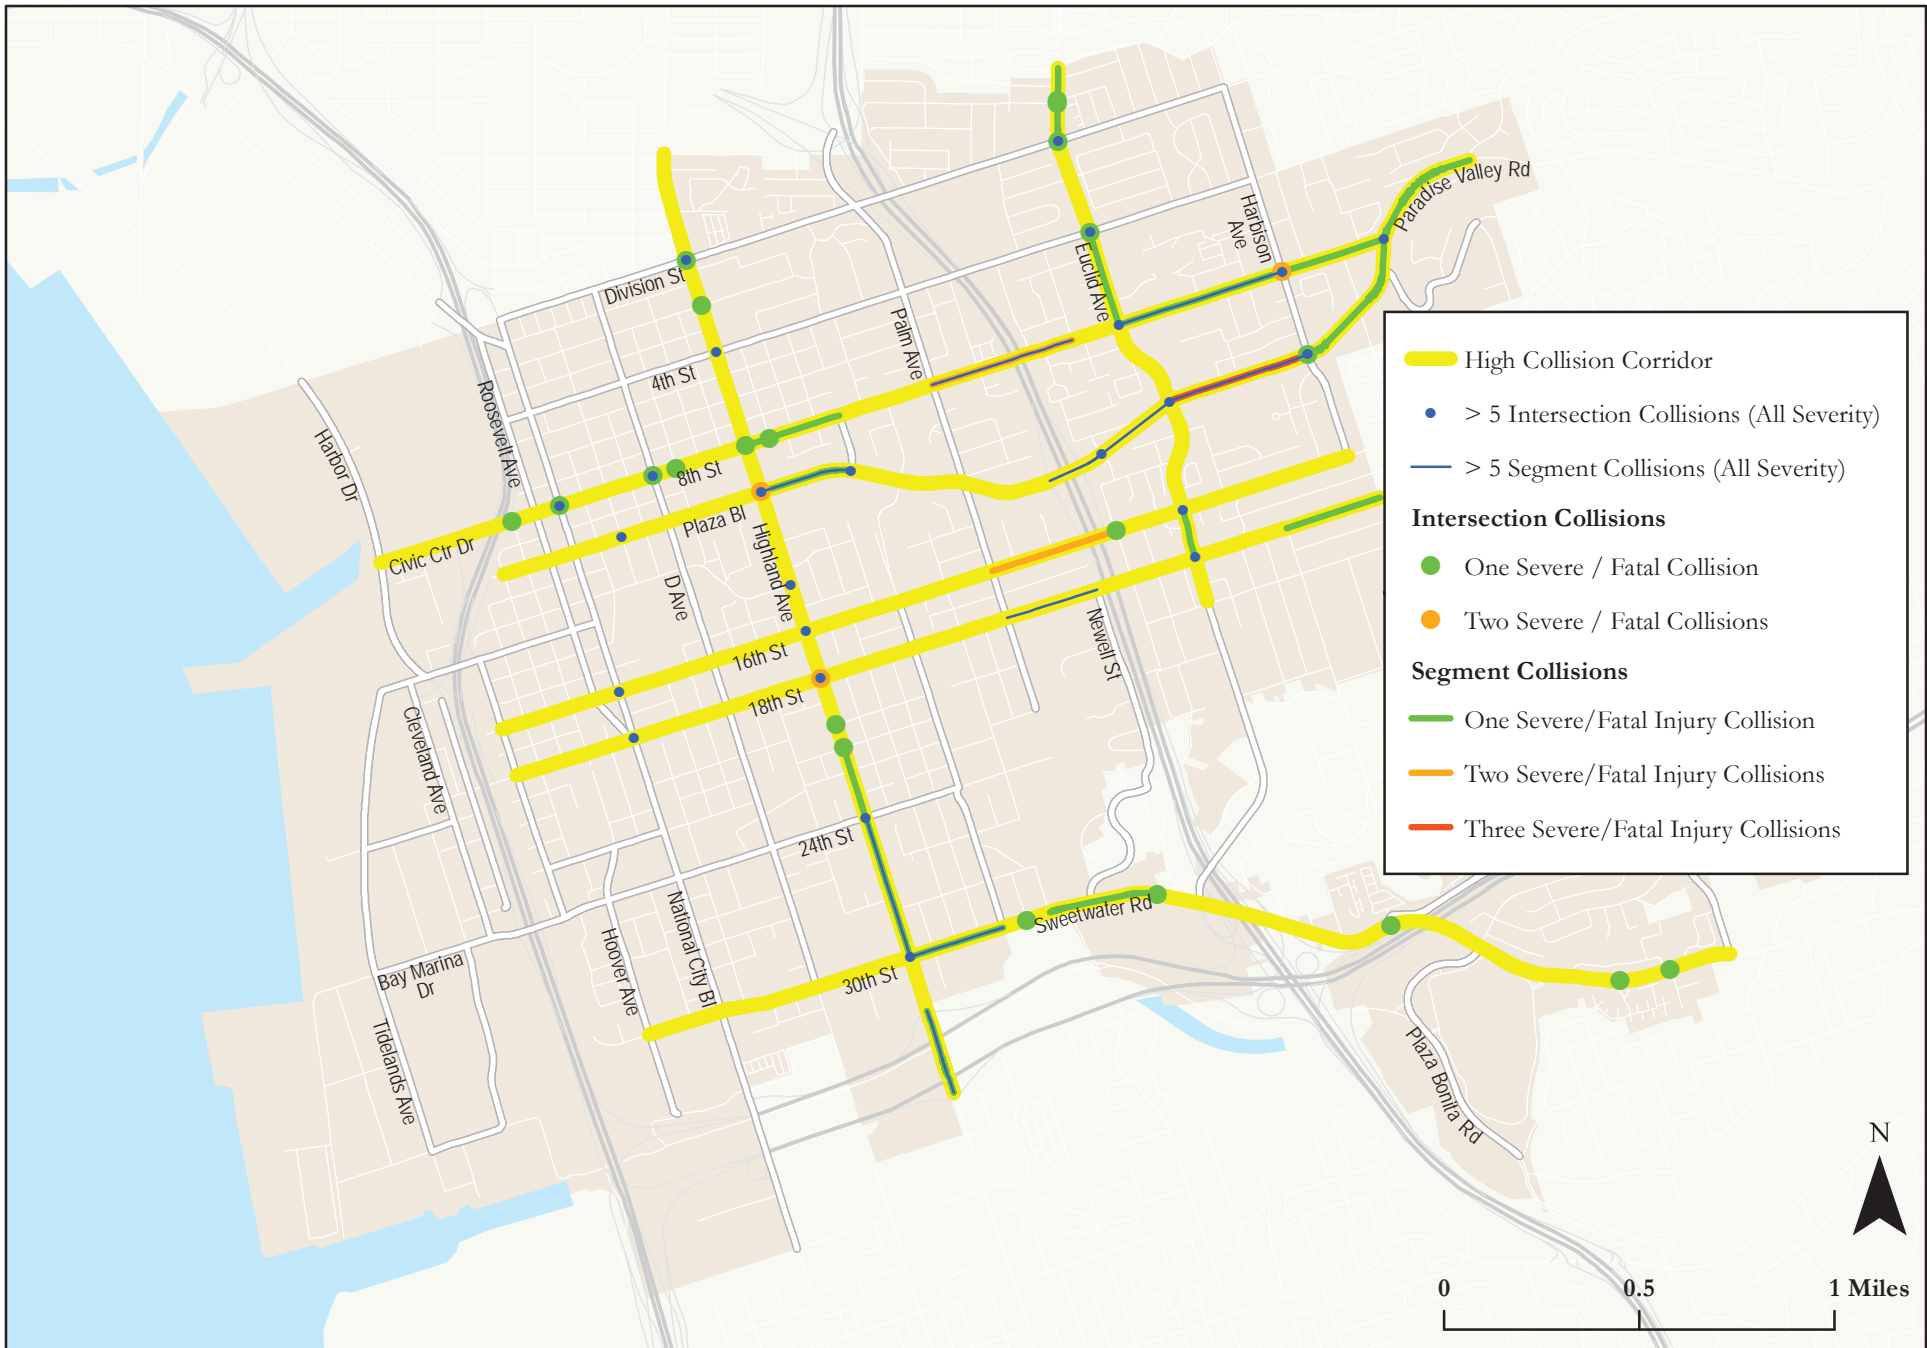 Paradise Valley Rd
Harbison
Ave
Euclid Ave
Division St
Palm Ave
4th St
Roosevelt Ave
Harbor Dr
8th St
Plaza Bl
Civic Ctr Dr
Highland Ave
D Ave
16th St
Newell St
18th St
Cleveland Ave
24th St
National City Bl
Sweetwater Rd
Hoover Ave
30th St
Bay Marina
Dr
Tidelands Ave
Plaza Bonita Rd
High Collision Corridor
> 5 Intersection Collisions (All Severity)
> 5 Segment Collisions (All Severity)
Intersection Collisions
One Severe / Fatal Collision
Two Severe / Fatal Collisions
Segment Collisions
One Severe/Fatal Injury Collision
Two Severe/Fatal Injury Collisions
Three Severe/Fatal Injury Collisions
N
0 0.5 1 Miles